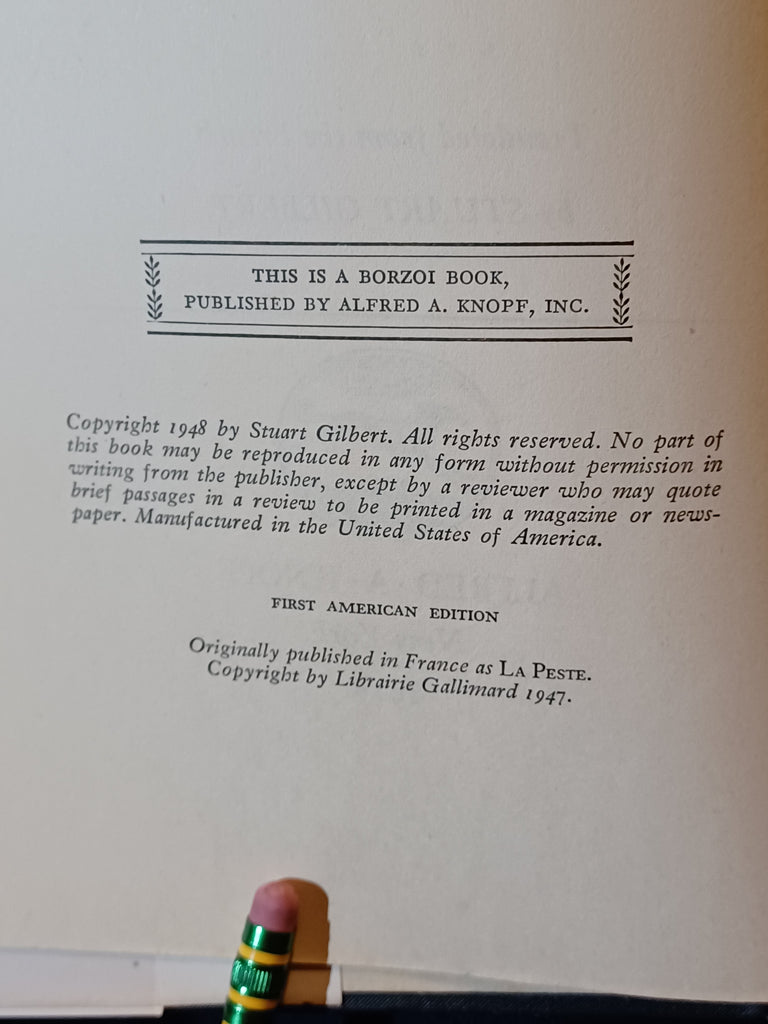 THIS IS A BORZOI BOOK,
PUBLISHED BY ALFRED A. KNOPF, INC.
Copyright 1948 by Stuart Gilbert. All rights reserved. No part of
this book may be reproduced in any form without permission in
writing from the publisher, except by a reviewer who may quote
brief passages in a review to be printed in a magazine or news-
paper. Manufactured in the United States of America.
FIRST AMERICAN EDITION
Originally published in France as LA PESTE.
Copyright by Librairie Gallimard 1947.